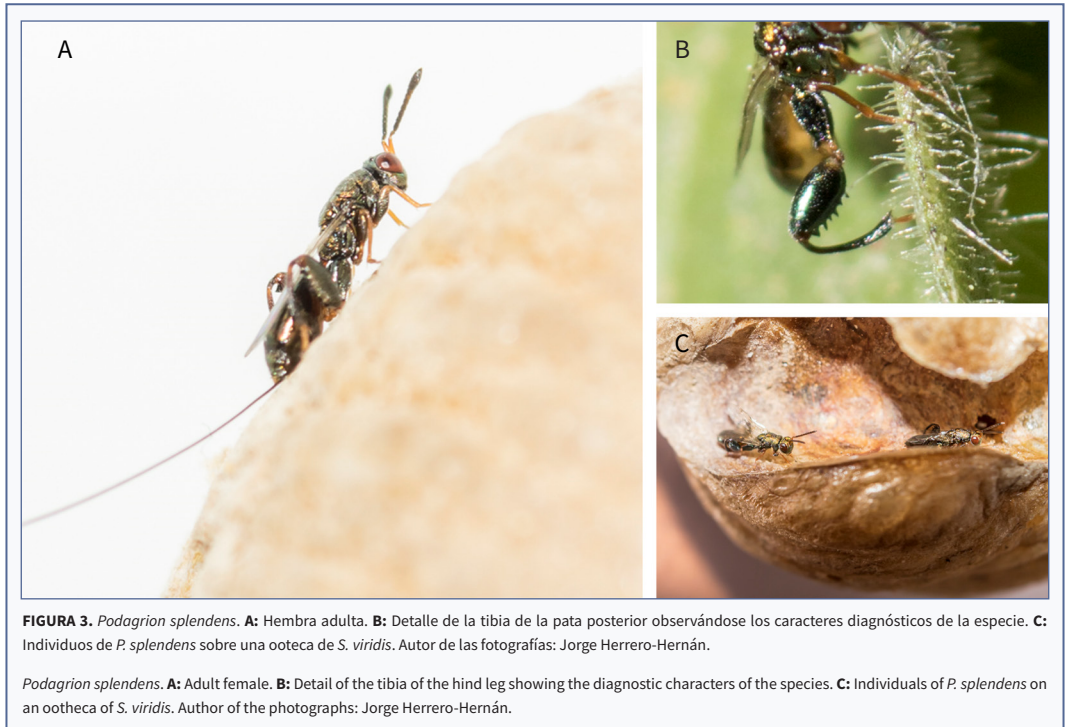 A
B
C
FIGURA 3. Podagrion splendens. A: Hembra adulta. B: Detalle de la tibia de la pata posterior observándose los caracteres diagnósticos de la especie. C:
Individuos de P. splendens sobre una ooteca de S. viridis. Autor de las fotografías: Jorge Herrero-Hernán.
Podagrion splendens. A: Adult female. B: Detail of the tibia of the hind leg showing the diagnostic characters of the species. C: Individuals of P. splendens on
an ootheca of S. viridis. Author of the photographs: Jorge Herrero-Hernán.